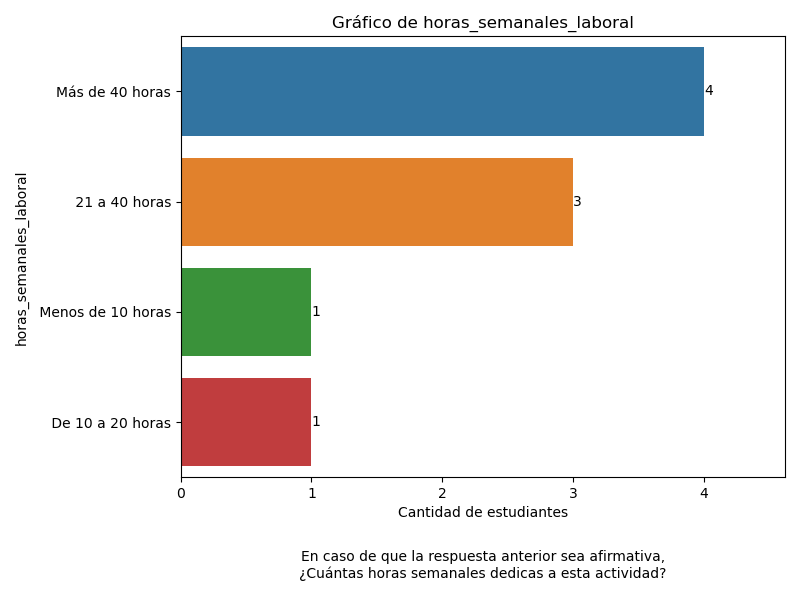 Gráfico de horas_semanales_laboral
horas_semanales_laboral
Más de 40 horas
4
21 a 40 horas
3
Menos de 10 horas
1
De 10 a 20 horas
1
0 1 2 3 4
Cantidad de estudiantes
En caso de que la respuesta anterior sea afirmativa,
¿Cuántas horas semanales dedicas a esta actividad?